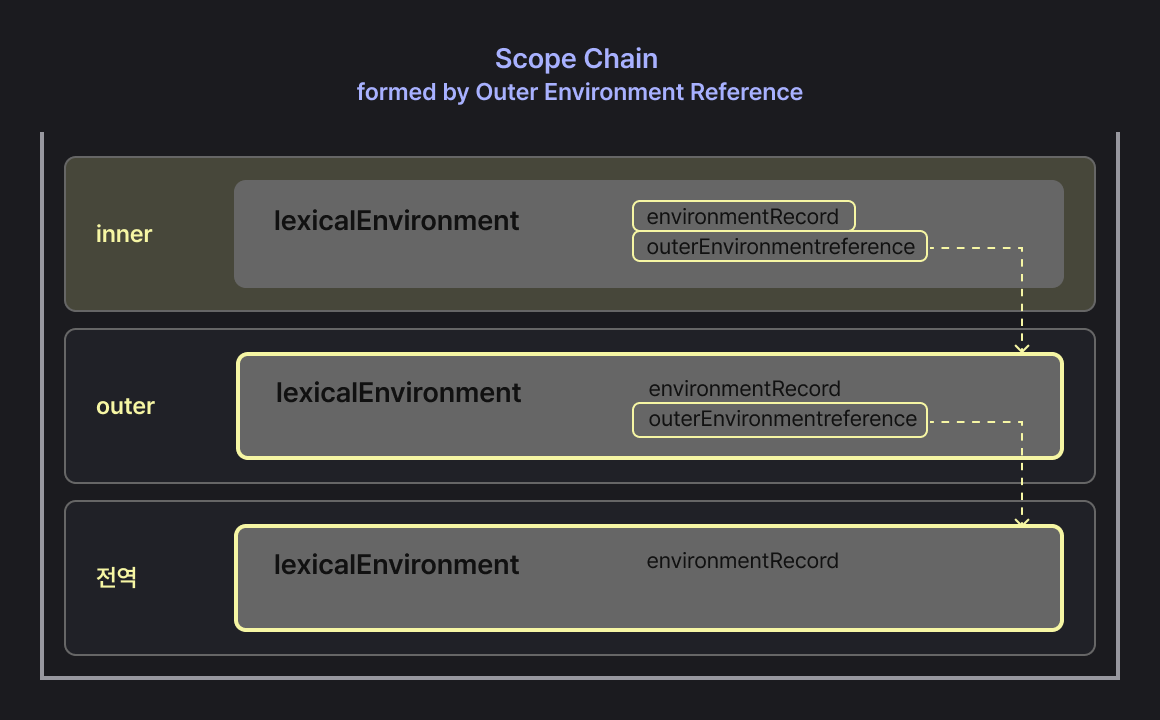 Scope Chain
formed by Outer Environment Reference
inner
lexicalEnvironment
environmentRecord
outerEnvironmentreference
outer
lexicalEnvironment
environmentRecord
outerEnvironmentreference
전역
lexicalEnvironment
environmentRecord